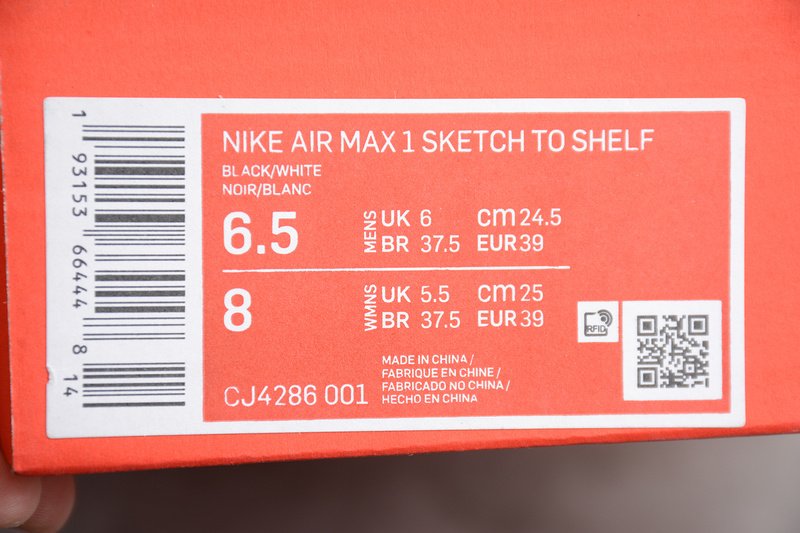 1 93153 66444 8 14
NIKE AIR MAX 1 SKETCH TO SHELF
BLACK/WHITE
NOIR/BLANC
6.5 MENS UK 6 CM 24.5
BR 37.5 EUR 39
8 WMNS UK 5.5 CM 25
BR 37.5 EUR 39
RFID
CJ4286 001
MADE IN CHINA /
FABRIQUE EN CHINE /
FABRICADO NO CHINA /
HECHO EN CHINA